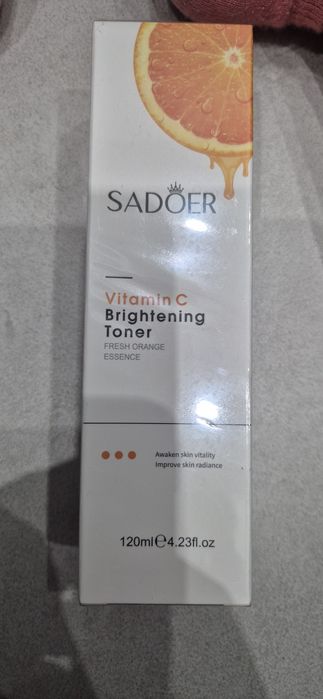 SADOER
Vitamin C
Brightening
Toner
FRESH ORANGE
ESSENCE
Awaken skin vitality
Improve skin radiance
120ml℮4.23fl.oz